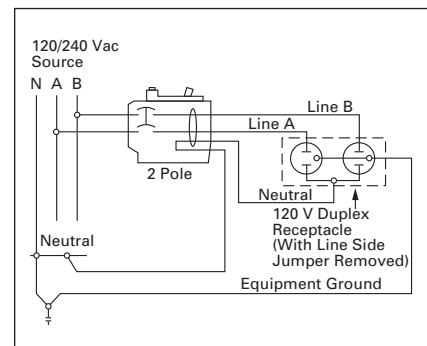 120/240 Vac
Source
N A B
Line B
Line A
2 Pole
Neutral
120 V Duplex
Receptacle
(With Line Side
Jumper Removed)
Neutral
Equipment Ground